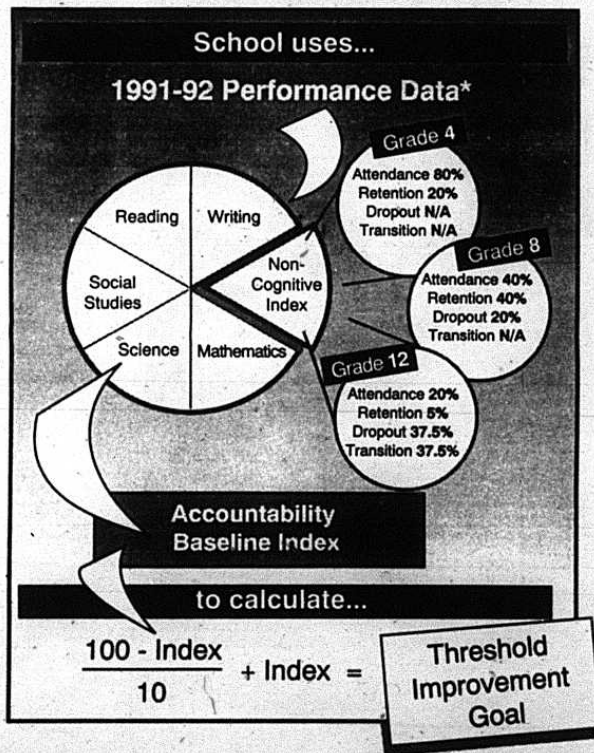 School uses...
1991-92 Performance Data*
Reading
Writing
Social
Studies
Non-
Cognitive
Index
Science
Mathematics
Grade 4
Attendance 80%
Retention 20%
Dropout N/A
Transition N/A
Grade 8
Attendance 40%
Retention 40%
Dropout 20%
Transition N/A
Grade 12
Attendance 20%
Retention 5%
Dropout 37.5%
Transition 37.5%
Accountability
Baseline Index
to calculate...
100 - Index
10
+ Index =
Threshold
Improvement
Goal